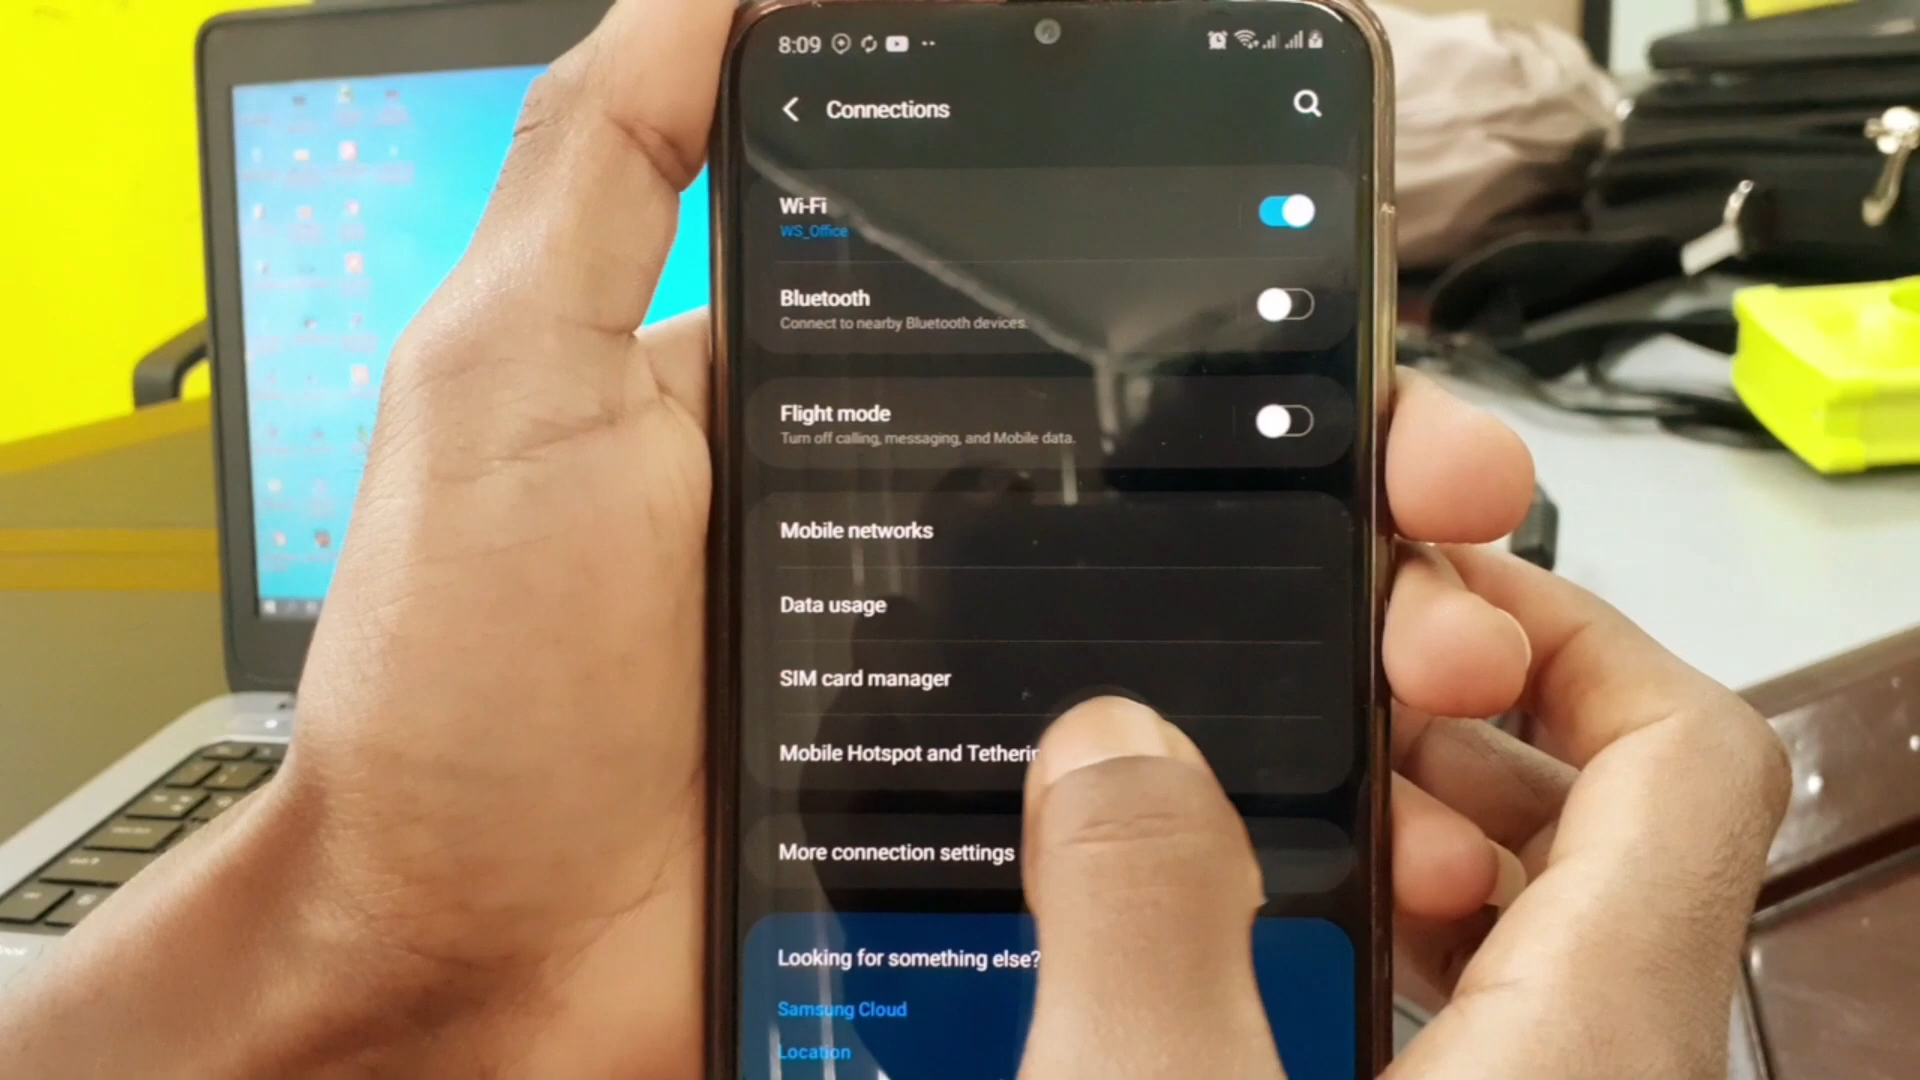 8:09
Connections
Wi-Fi
WS_Office
Bluetooth
Connect to nearby Bluetooth devices.
Flight mode
Turn off calling, messaging, and Mobile data.
Mobile networks
Data usage
SIM card manager
Mobile Hotspot and Tetherin
More connection settings
Looking for something else?
Samsung Cloud
Location